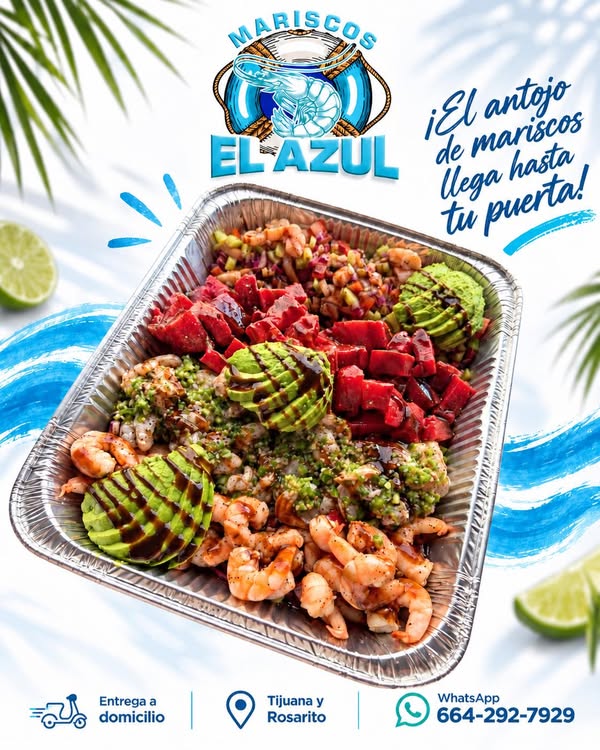 MARISCOS
EL AZUL
¡El antojo
de mariscos
llega hasta
tu puerta!
Entrega a
domicilio
Tijuana y
Rosarito
WhatsApp
664-292-7929